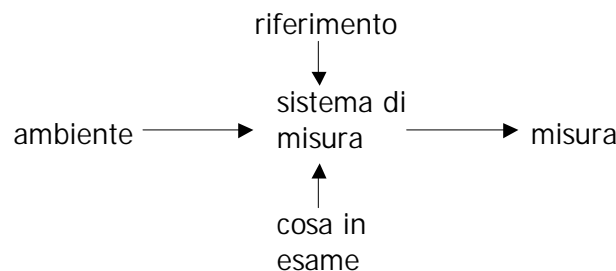 riferimento
sistema di
ambiente
misura
misura
cosa in
esame